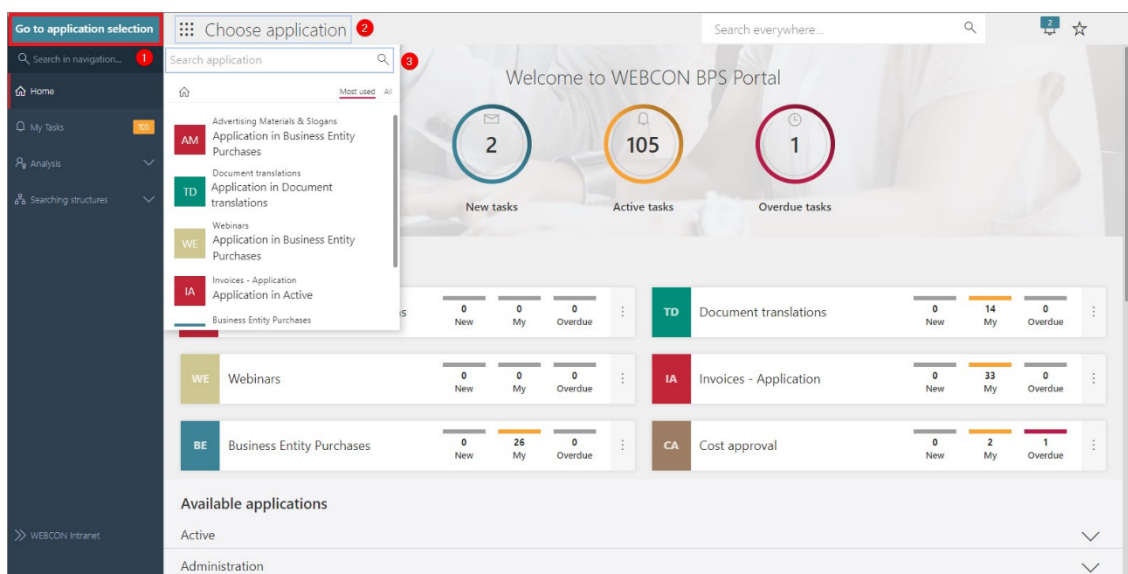 Go to application selection
Choose application
2
Search everywhere...
2
Search in navigation...
1
Search application
3
Home
Most used All
My Tasks
105
Analysis
Searching structures
Advertising Materials & Slogans
AM
Application in Business Entity
Purchases
Document translations
TD
Application in Document
translations
Webinars
WE
Application in Business Entity
Purchases
Invoices - Application
IA
Application in Active
Business Entity Purchases
Welcome to WEBCON BPS Portal
2
105
1
New tasks
Active tasks
Overdue tasks
0 0 0
New My Overdue
TD
Document translations
0 14 0
New My Overdue
WE
Webinars
0 0 0
New My Overdue
IA
Invoices - Application
0 33 0
New My Overdue
BE
Business Entity Purchases
0 26 0
New My Overdue
CA
Cost approval
0 2 1
New My Overdue
Available applications
Active
Administration
WEBCON Intranet